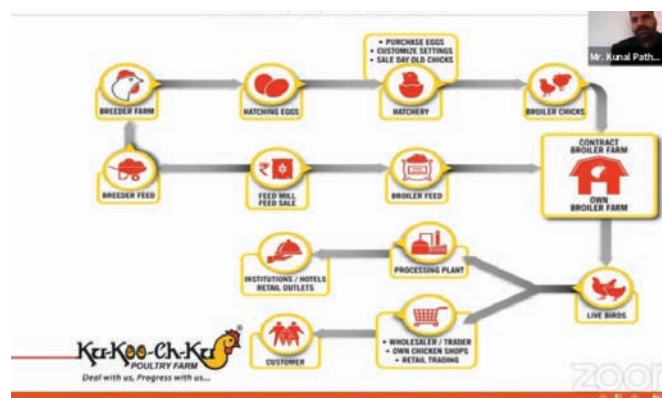 Mr. Kunal Path...
• PURCHASE EGGS
• CUSTOMIZE SETTINGS
• SALE DAY OLD CHICKS
BREEDER FARM
HATCHING EGGS
HATCHERY
BROILER CHICKS
CONTRACT
BROILER FARM
OWN
BROILER FARM
BREEDER FEED
₹
FEED MILL
FEED SALE
BROILER FEED
INSTITUTIONS / HOTELS
RETAIL OUTLETS
PROCESSING PLANT
LIVE BIRDS
CUSTOMER
• WHOLESALER / TRADER
• OWN CHICKEN SHOPS
• RETAIL TRADING
Ku-Koo-Ch-Ku
®
POULTRY FARM
Deal with us, Progress with us...
zoom